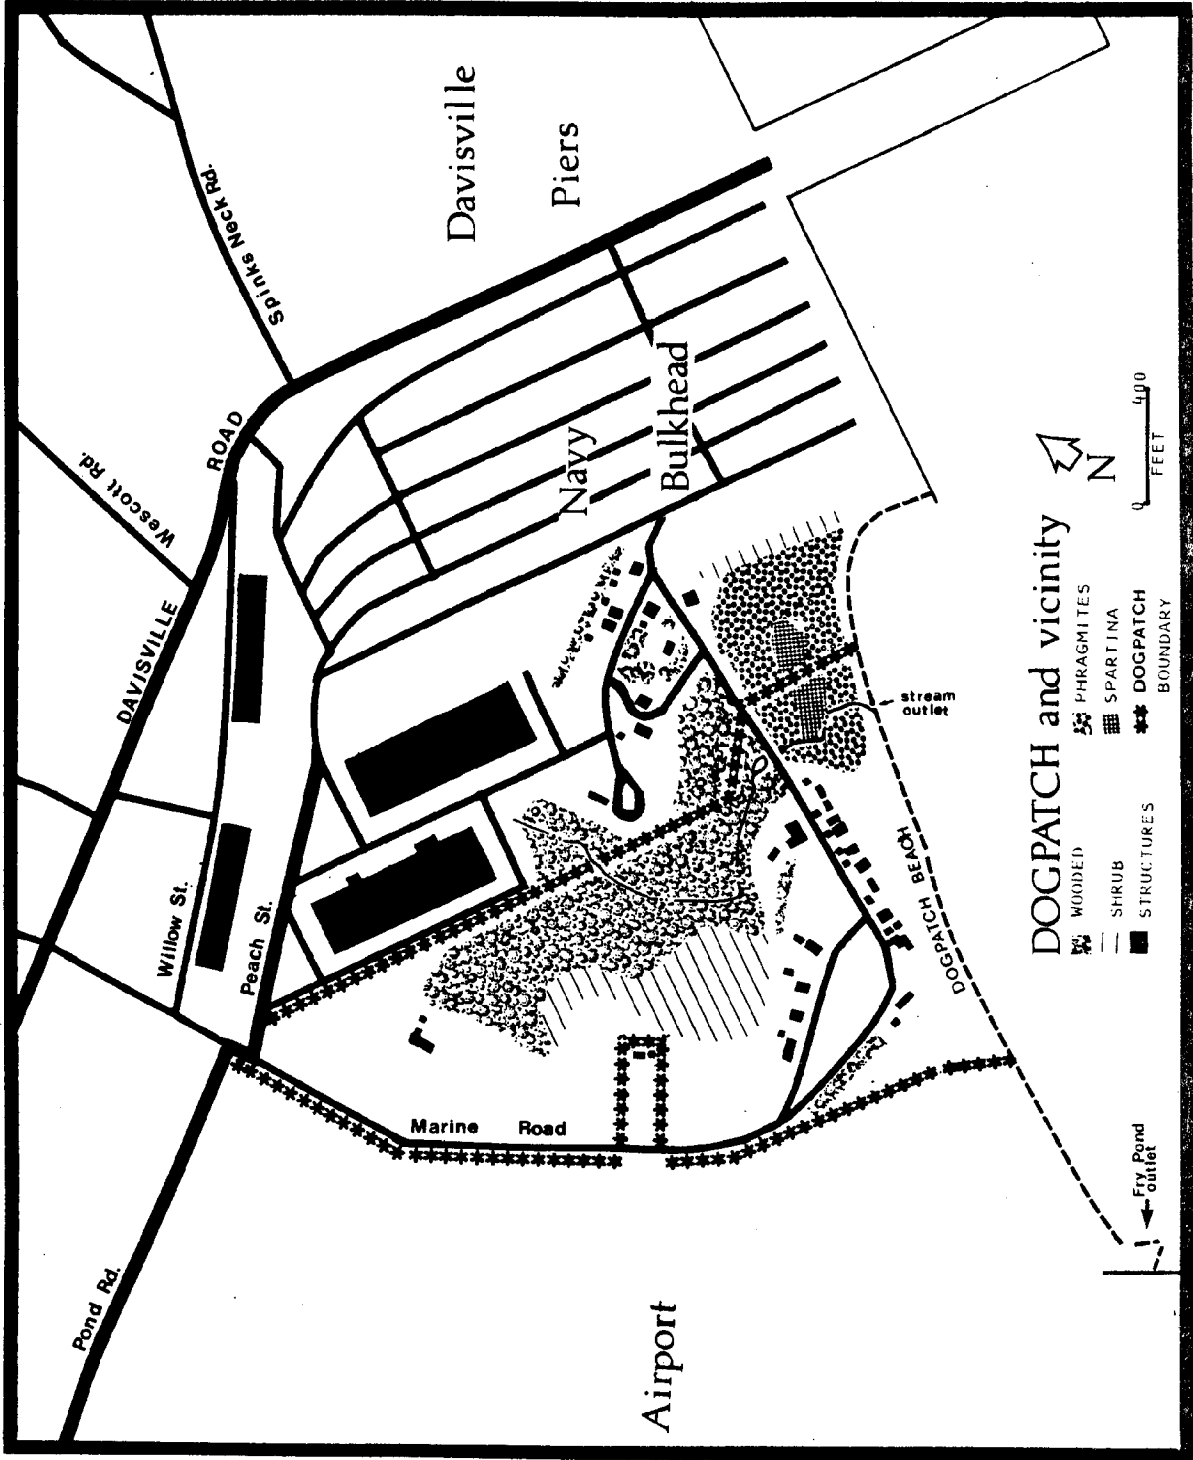 Davisville
Piers
Spinks Neck Rd.
Wescott Rd.
DAVISVILLE ROAD
Navy
Bulkhead
Willow St.
Peach St.
Marine Road
Pond Rd.
Airport
DOGPATCH BEACH
stream
outlet
Fry Pond
outlet
DOGPATCH and vicinity
WOODED
PHRAGMITES
SHRUB
SPARTINA
STRUCTURES
DOGPATCH
BOUNDARY
N
0 400
FEET